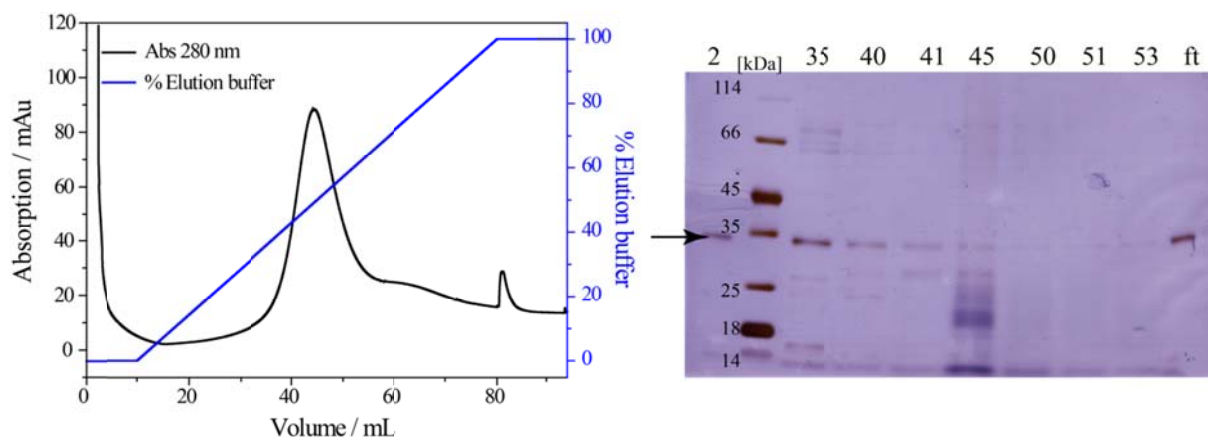 Absorption / mAu
120
100
80
60
40
20
0
Abs 280 nm
% Elution buffer
100
80
60
40
20
0
% Elution buffer
0 20 40 60 80
Volume / mL
2 [kDa] 35 40 41 45 50 51 53 ft
114
66
45
35
25
18
14